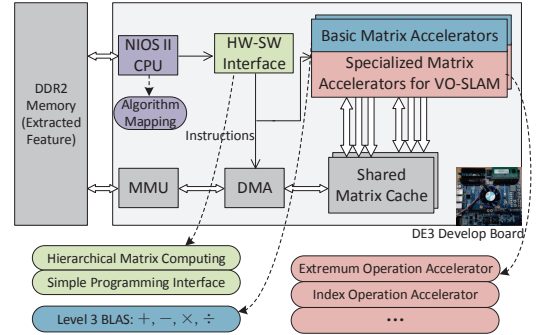 DDR2
Memory
(Extracted
Feature)
NIOS II
CPU
Algorithm
Mapping
HW-SW
Interface
Basic Matrix Accelerators
Specialized Matrix
Accelerators for VO-SLAM
Instructions
MMU
DMA
Shared
Matrix Cache
DE3 Develop Board
Hierarchical Matrix Computing
Simple Programming Interface
Level 3 BLAS: +, −, ×, ÷
Extremum Operation Accelerator
Index Operation Accelerator
•••